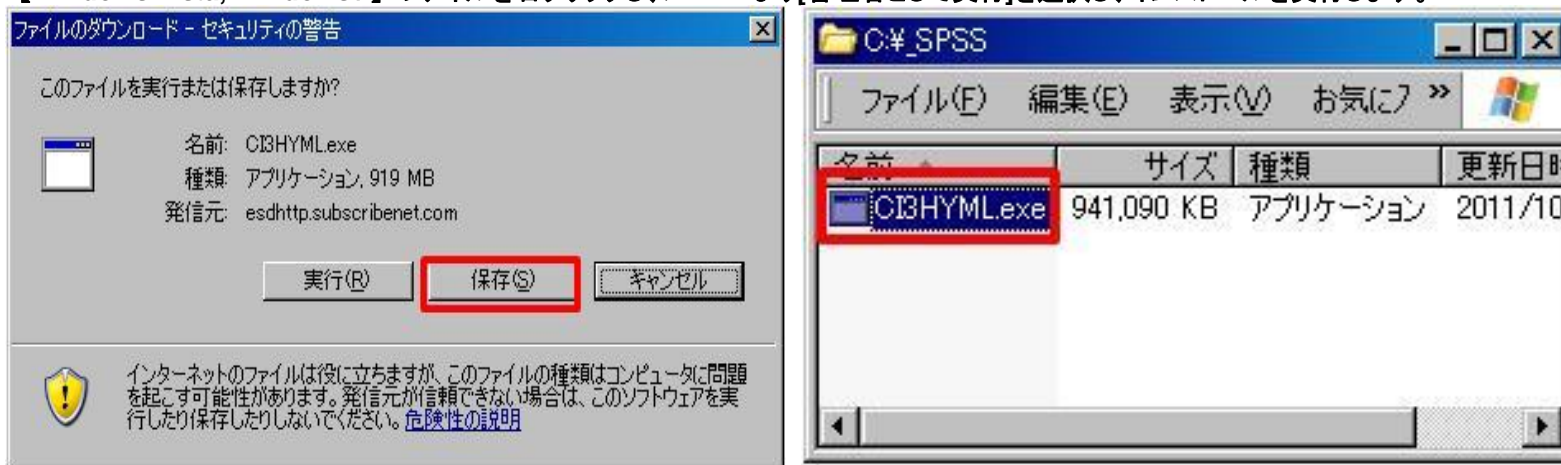 ファイルのダウンロード - セキュリティの警告
このファイルを実行または保存しますか?
名前: CI3HYML.exe
種類: アプリケーション, 919 MB
発信元: esdhttp.subscribenet.com
実行(R) 保存(S) キャンセル
インターネットのファイルは役に立ちますが、このファイルの種類はコンピュータに問題
を起こす可能性があります。発信元が信頼できない場合は、このソフトウェアを実
行したり保存したりしないでください。危険性の説明
C:¥_SPSS
ファイル(F) 編集(E) 表示(V) お気に入 »
名前 サイズ 種類 更新日時
CI3HYML.exe 941,090 KB アプリケーション 2011/10